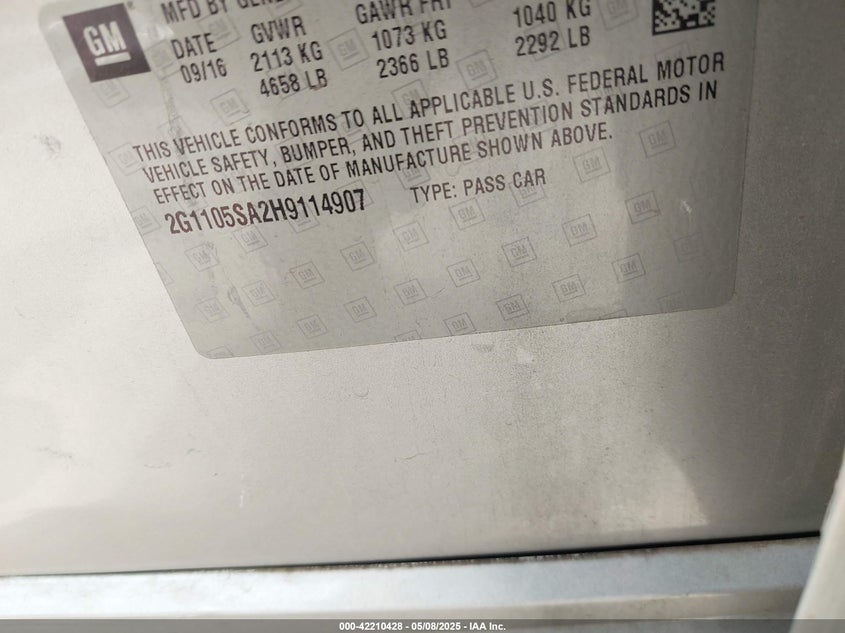 GM
MFD BY
DATE GVWR GAWR FRT
09/16 2113 KG 1073 KG 1040 KG
4658 LB 2366 LB 2292 LB
THIS VEHICLE CONFORMS TO ALL APPLICABLE U.S. FEDERAL MOTOR
VEHICLE SAFETY, BUMPER, AND THEFT PREVENTION STANDARDS IN
EFFECT ON THE DATE OF MANUFACTURE SHOWN ABOVE.
2G1105SA2H9114907 TYPE: PASS CAR
000-42210428 - 05/08/2025 - IAA Inc.